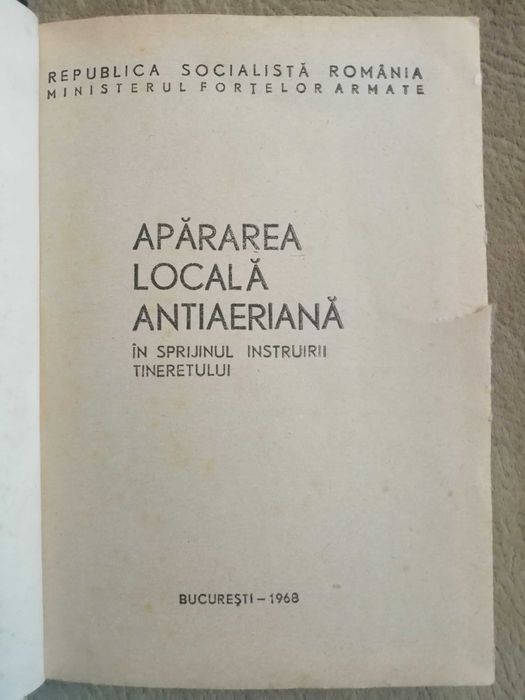 REPUBLICA SOCIALISTĂ ROMÂNIA
MINISTERUL FORȚELOR ARMATE
APĂRAREA
LOCALĂ
ANTIAERIANĂ
ÎN SPRIJINUL INSTRUIRII
TINERETULUI
BUCUREȘTI — 1968